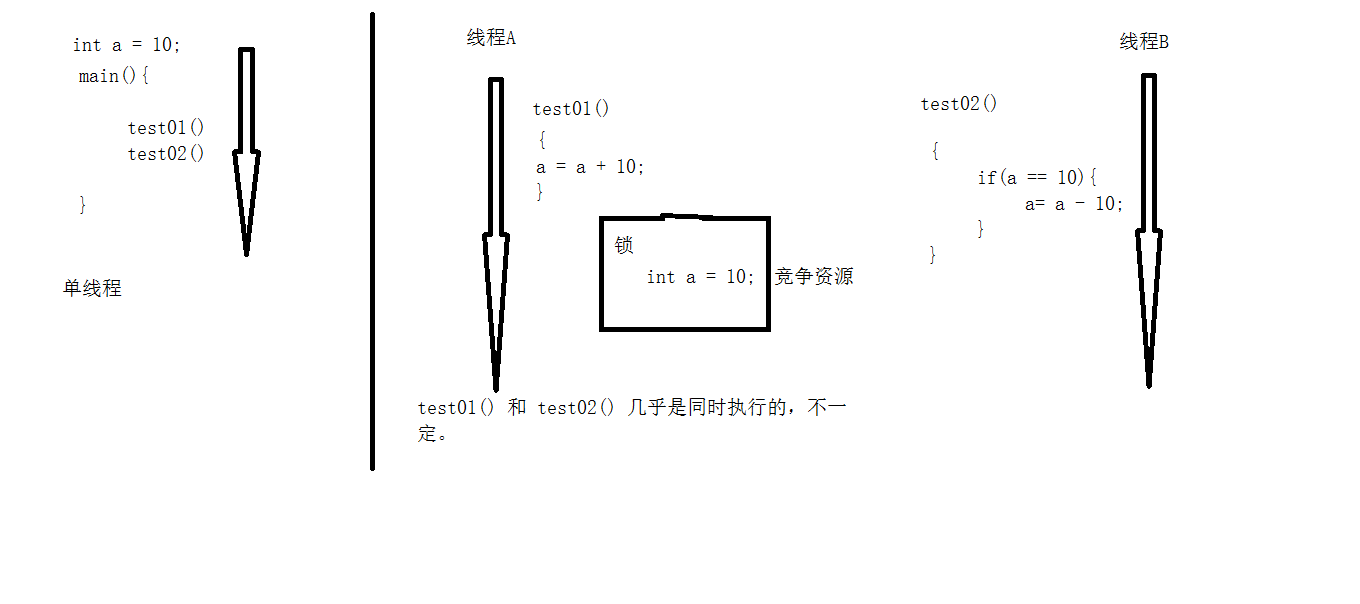 int a = 10;
main(){
test01()
test02()
}
单线程
线程A
test01()
{
a = a + 10;
}
锁
int a = 10;
竞争资源
test01() 和 test02() 几乎是同时执行的，不一
定。
线程B
test02()
{
if(a == 10){
a= a - 10;
}
}